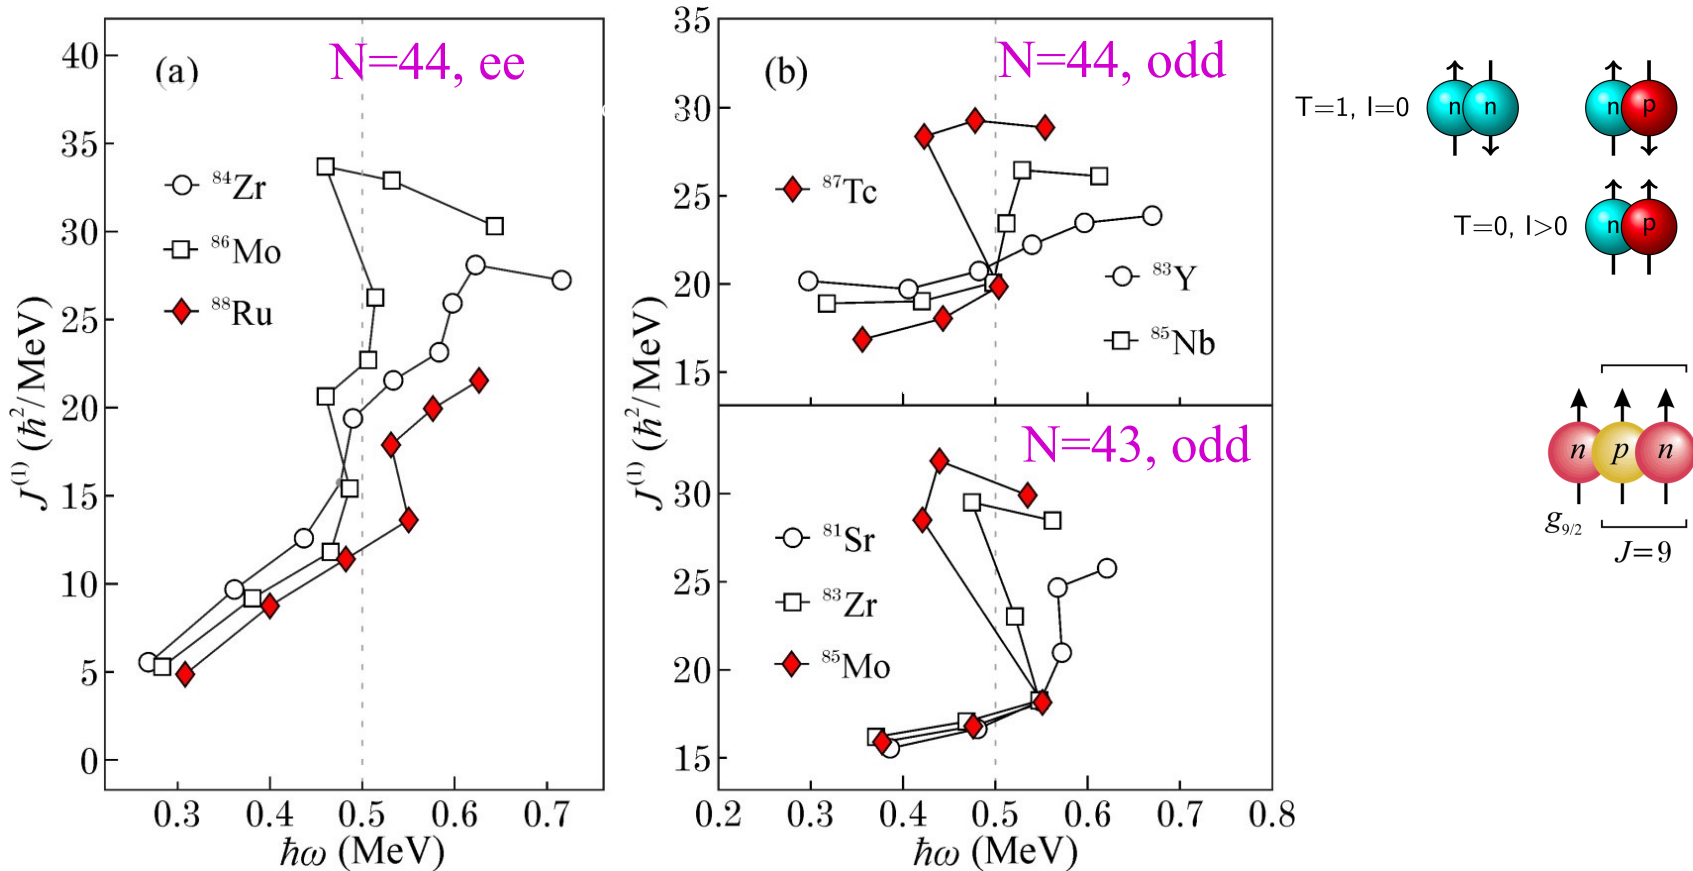 (a)
N=44, ee
40
35
30
25
20
15
10
5
0
⁸⁴Zr
⁸⁶Mo
⁸⁸Ru
J⁽¹⁾ (ħ²/MeV)
0.3 0.4 0.5 0.6 0.7
ħω (MeV)
(b)
N=44, odd
35
30
25
20
15
⁸⁷Tc
⁸³Y
⁸⁵Nb
J⁽¹⁾ (ħ²/MeV)
N=43, odd
30
25
20
15
⁸¹Sr
⁸³Zr
⁸⁵Mo
0.2 0.3 0.4 0.5 0.6 0.7 0.8
ħω (MeV)
T=1, I=0
n n
n p
T=0, I>0
n p
n p n
g₉/₂
J=9